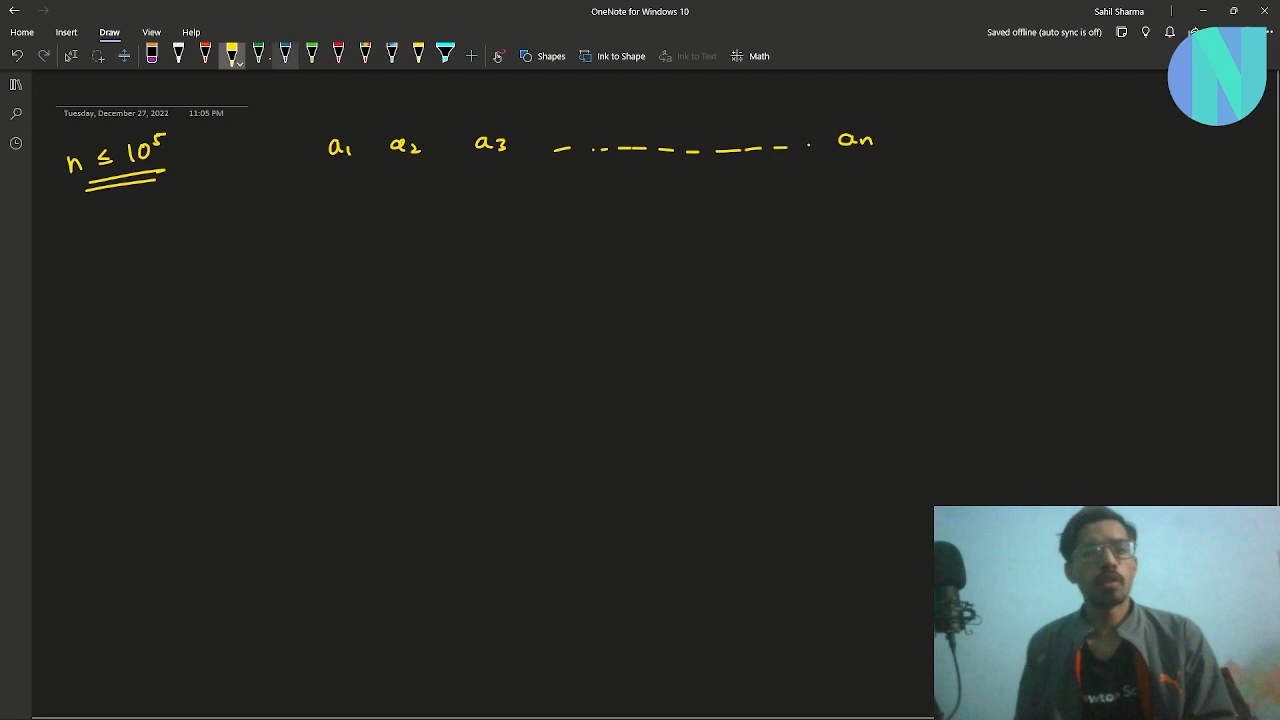 OneNote for Windows 10
Sahil Sharma
Home Insert Draw View Help
Saved offline (auto sync is off)
Shapes Ink to Shape Ink to Text Math
Tuesday, December 27, 2022 11:05 PM
n ≤ 10⁵
a₁ a₂ a₃ — . . — — — — — — — . aₙ
N